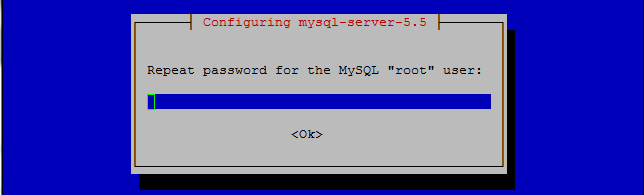 Configuring mysql-server-5.5
Repeat password for the MySQL "root" user:
<Ok>